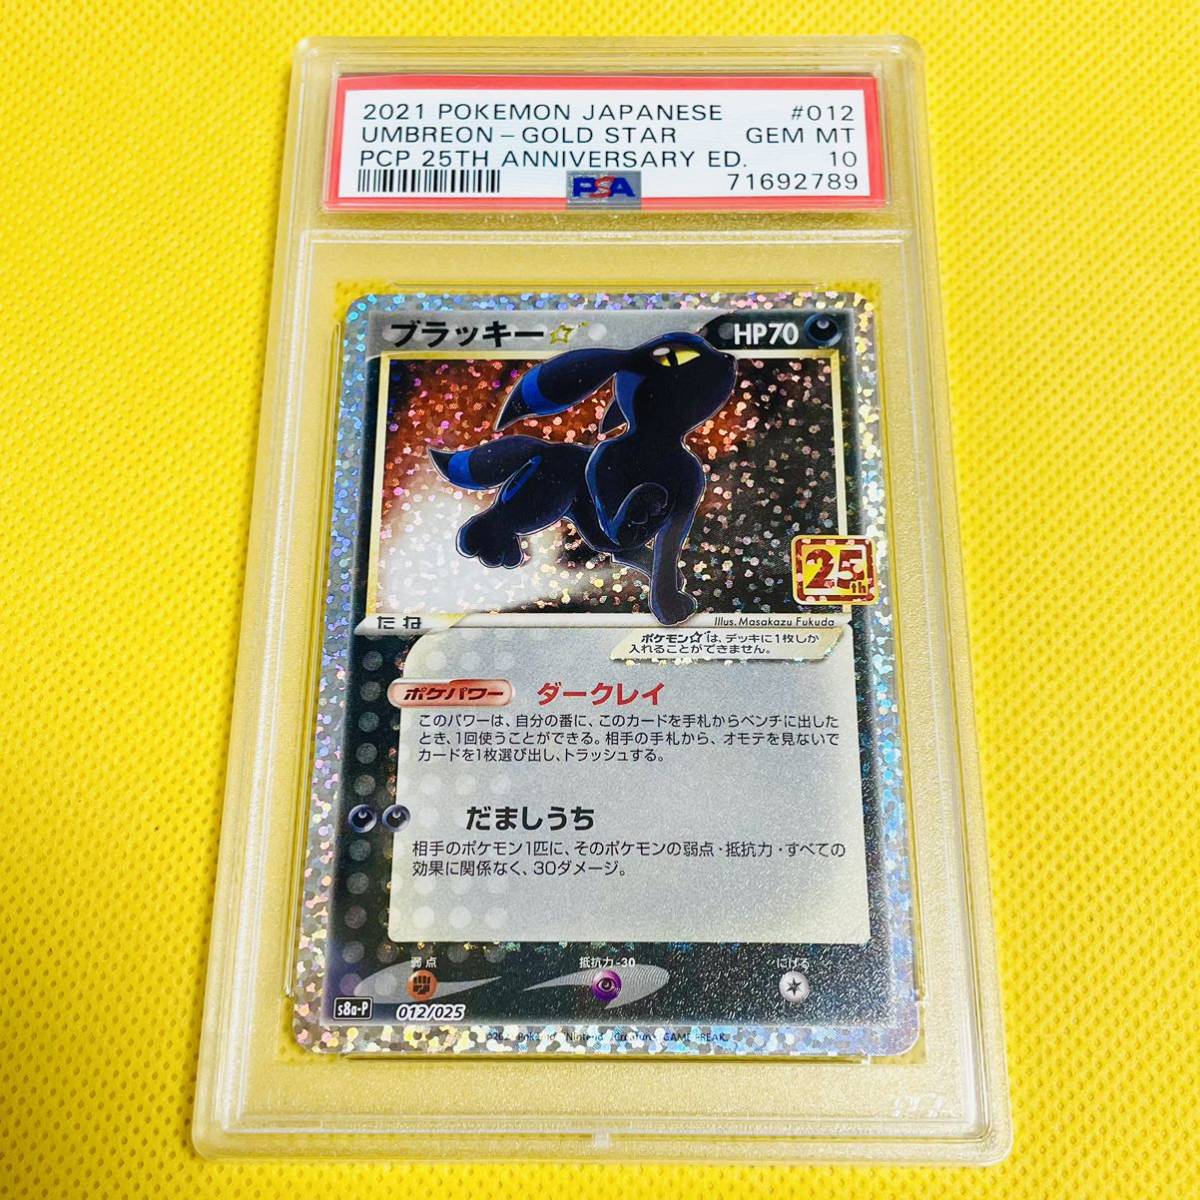 2021 POKEMON JAPANESE #012
UMBREON - GOLD STAR GEM MT
PCP 25TH ANNIVERSARY ED. 10
PSA 71692789
ブラッキー☆ HP70
25th
たね Illus. Masakazu Fukuda
ポケモン☆は、デッキに1枚しか
入れることができません。
ポケパワー ダークレイ
このパワーは、自分の番に、このカードを手札からベンチに出した
とき、1回使うことができる。相手の手札から、オモテを見ないで
カードを1枚選び出し、トラッシュする。
だましうち
相手のポケモン1匹に、そのポケモンの弱点・抵抗力・すべての
効果に関係なく、30ダメージ。
弱点 抵抗力 -30 にげる
s8a-P 012/025
GAME FREAK